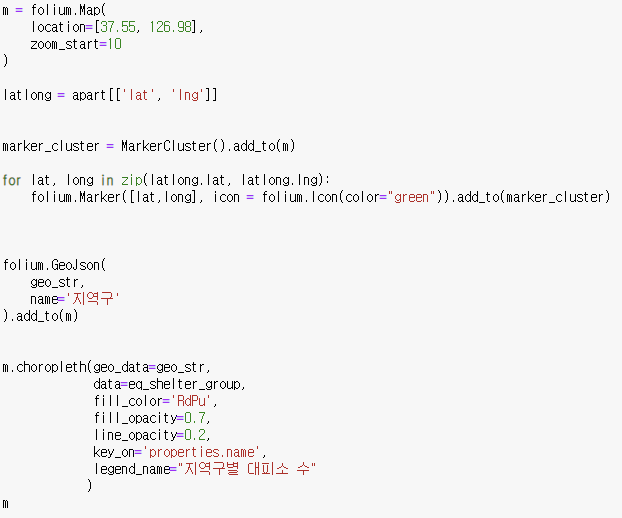 m = folium.Map(
    location=[37.55, 126.98],
    zoom_start=10
)
latlong = apart[['lat', 'lng']]
marker_cluster = MarkerCluster().add_to(m)
for lat, long in zip(latlong.lat, latlong.lng):
    folium.Marker([lat,long], icon = folium.Icon(color="green")).add_to(marker_cluster)
folium.GeoJson(
    geo_str,
    name='지역구'
).add_to(m)
m.choropleth(geo_data=geo_str,
             data=eq_shelter_group,
             fill_color='RdPu',
             fill_opacity=0.7,
             line_opacity=0.2,
             key_on='properties.name',
             legend_name="지역구별 대피소 수"
            )
m